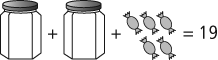 + + = 19